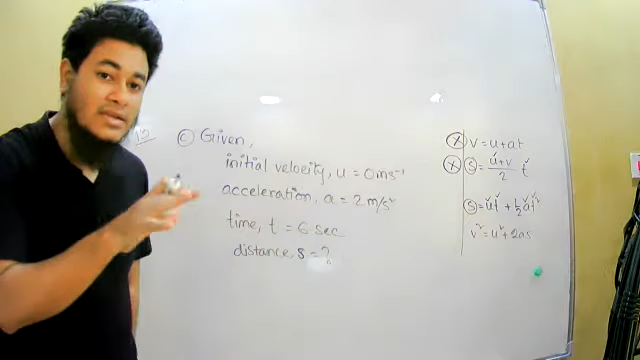 ⓒ Given,
initial velocity, u = 0 ms⁻¹
acceleration, a = 2 m/s²
time, t = 6 sec
distance, s = ?
ⓧ v = u + at
ⓧ ⓢ = u+v/2 t
ⓢ = ut + 1/2 at²
v² = u² + 2as